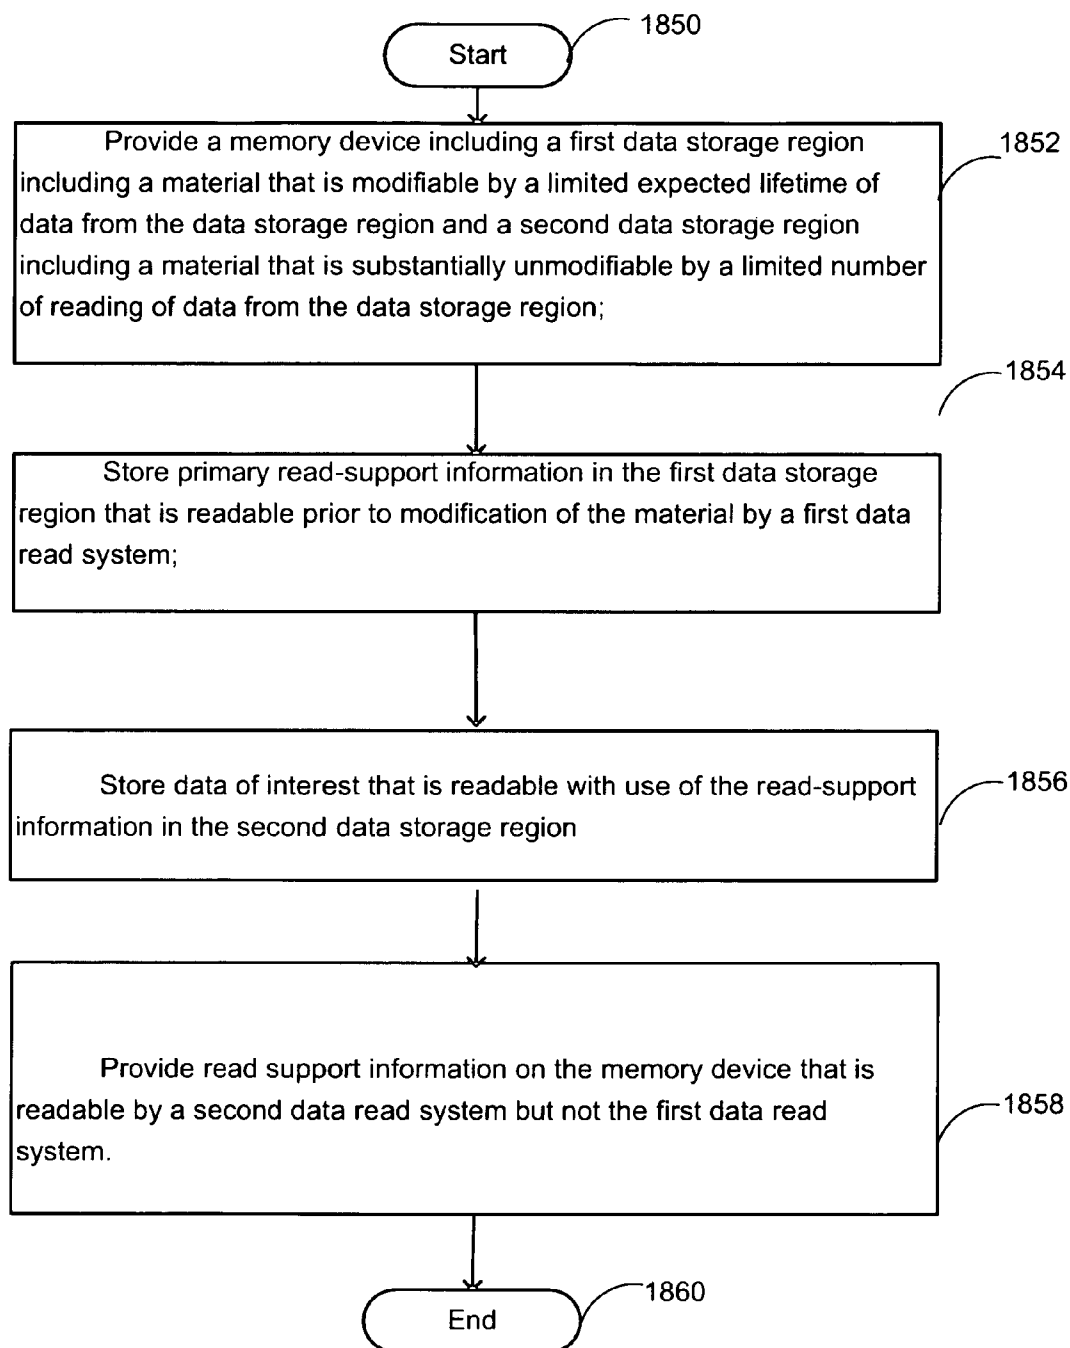 Start
1850
Provide a memory device including a first data storage region
including a material that is modifiable by a limited expected lifetime of
data from the data storage region and a second data storage region
including a material that is substantially unmodifiable by a limited number
of reading of data from the data storage region;
1852
1854
Store primary read-support information in the first data storage
region that is readable prior to modification of the material by a first data
read system;
Store data of interest that is readable with use of the read-support
information in the second data storage region
1856
Provide read support information on the memory device that is
readable by a second data read system but not the first data read
system.
1858
End
1860